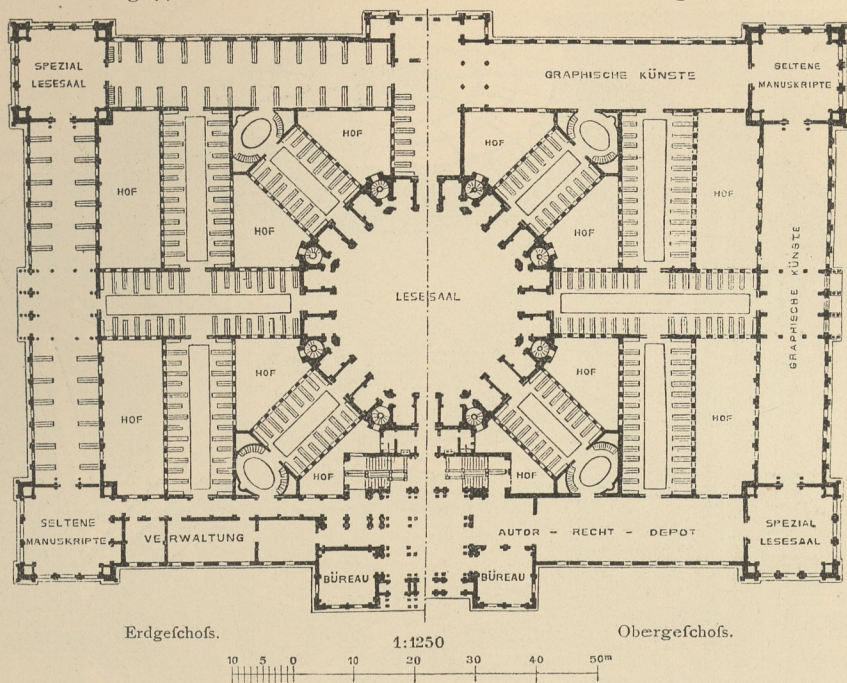 SPEZIAL
LESESAAL
GRAPHISCHE KÜNSTE
SELTENE
MANUSKRIPTE
HOF
HOF
HOF
HOF
HOF
HOF
GRAPHISCHE KÜNSTE
LESESAAL
HOF
HOF
HOF
HOF
HOF
HOF
SELTENE
MANUSKRIPTE
VERWALTUNG
AUTOR – RECHT – DEPOT
SPEZIAL
LESESAAL
BÜREAU
BÜREAU
Erdgeſchoſs.
Obergeſchoſs.
1:1250
10 5 0 10 20 30 40 50m